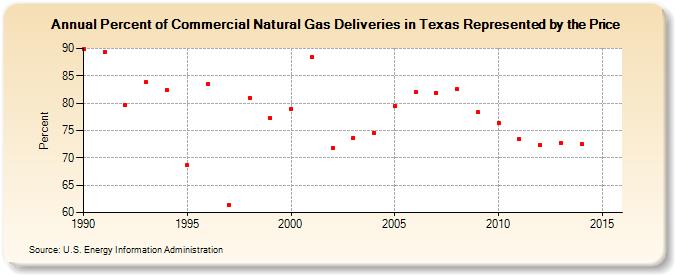 Annual Percent of Commercial Natural Gas Deliveries in Texas Represented by the Price
Percent
90
85
80
75
70
65
60
1990 1995 2000 2005 2010 2015
Source: U.S. Energy Information Administration